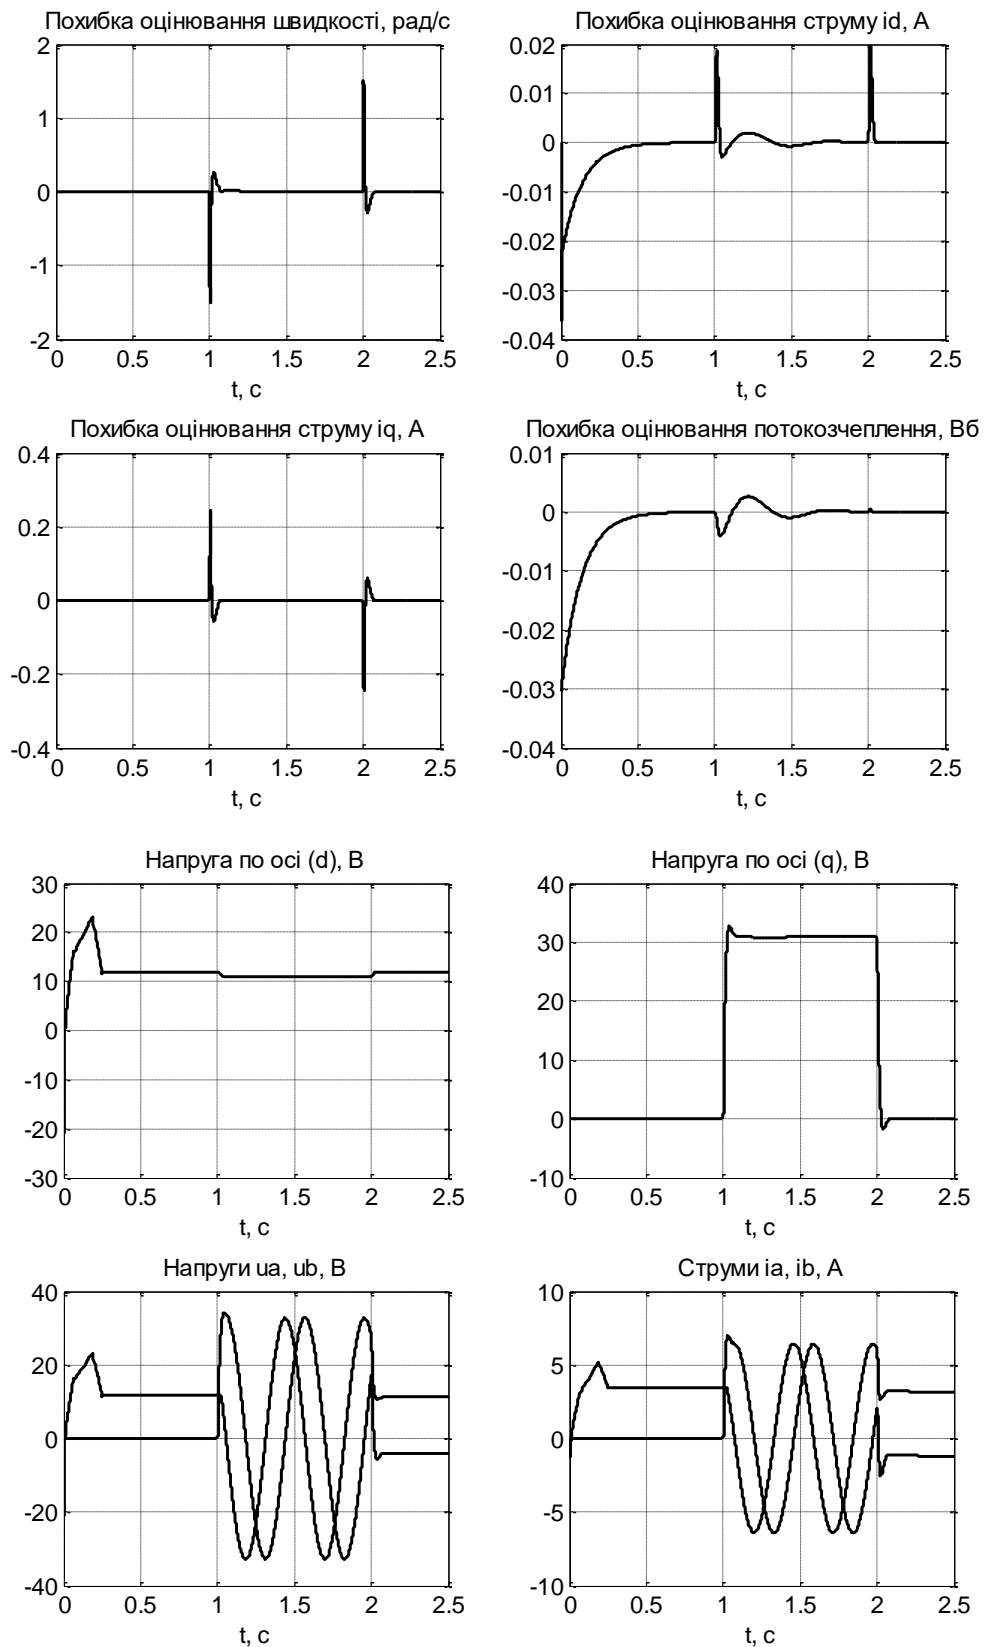 Похибка оцінювання швидкості, рад/с
2
1
0
-1
-2
0 0.5 1 1.5 2 2.5
t, с
Похибка оцінювання струму id, А
0.02
0.01
0
-0.01
-0.02
-0.03
-0.04
0 0.5 1 1.5 2 2.5
t, с
Похибка оцінювання струму iq, А
0.4
0.2
0
-0.2
-0.4
0 0.5 1 1.5 2 2.5
t, с
Похибка оцінювання потокозчеплення, Вб
0.01
0
-0.01
-0.02
-0.03
-0.04
0 0.5 1 1.5 2 2.5
t, с
Напруга по осі (d), В
30
20
10
0
-10
-20
-30
0 0.5 1 1.5 2 2.5
t, с
Напруга по осі (q), В
40
30
20
10
0
-10
0 0.5 1 1.5 2 2.5
t, с
Напруги ua, ub, В
40
20
0
-20
-40
0 0.5 1 1.5 2 2.5
t, с
Струми ia, ib, А
10
5
0
-5
-10
0 0.5 1 1.5 2 2.5
t, с